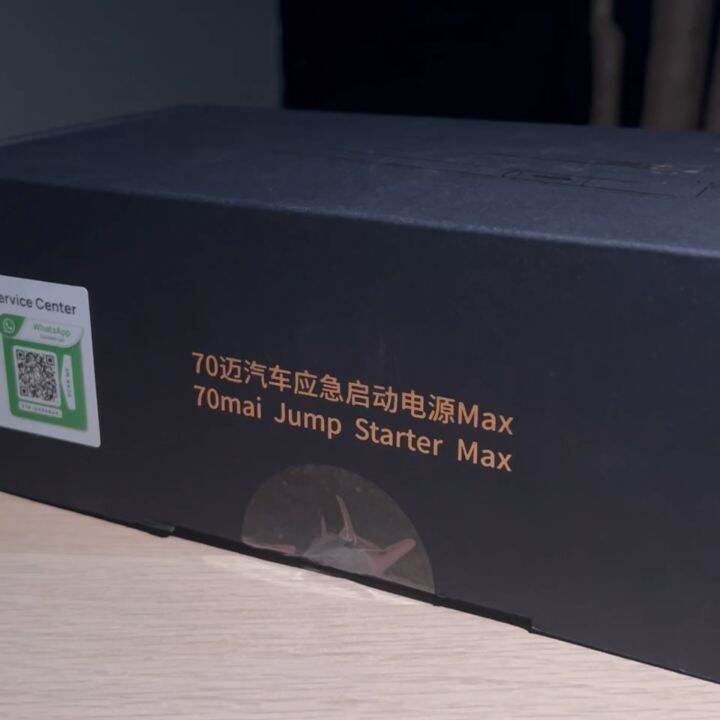 ervice Center
WhatsApp
70迈汽车应急启动电源Max
70mai Jump Starter Max